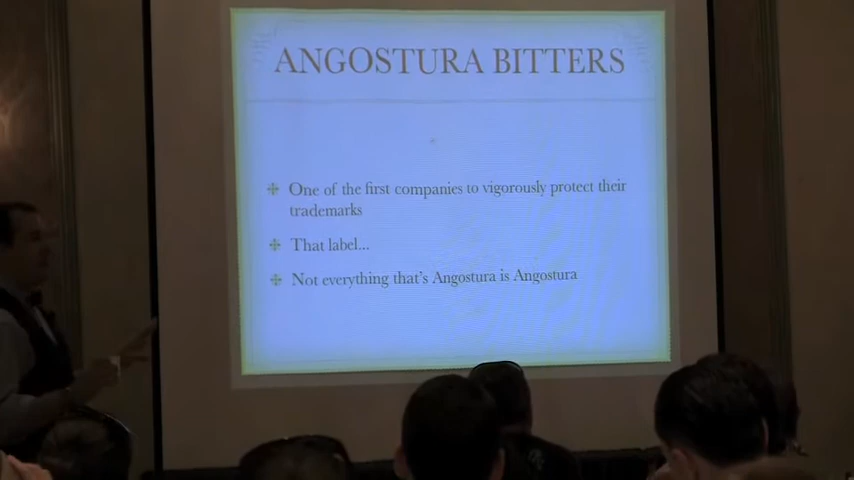 ANGOSTURA BITTERS
One of the first companies to vigorously protect their
trademarks
That label...
Not everything that's Angostura is Angostura